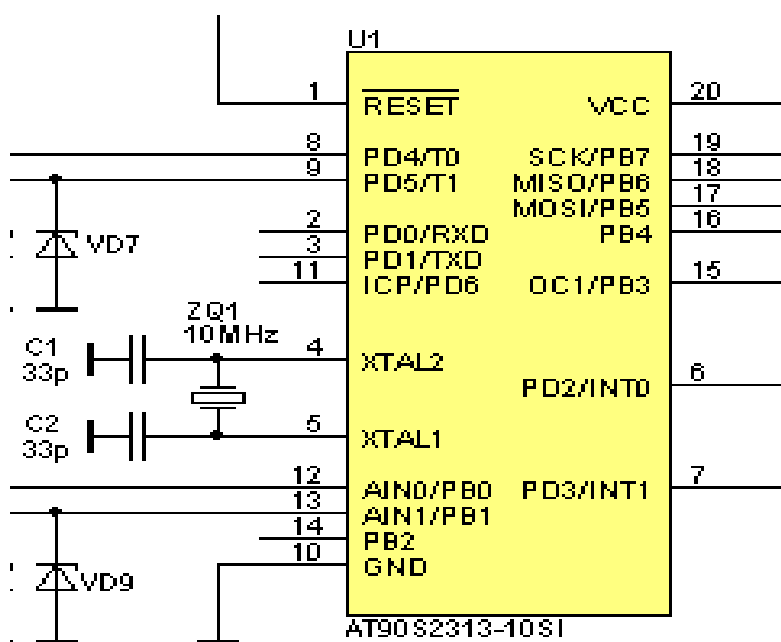 U1
1 RESET VCC 20
8 PD4/T0 SCK/PB7 19
9 PD5/T1 MISO/PB6 18
MOSI/PB5 17
2 PD0/RXD PB4 16
3 PD1/TXD
11 ICP/PD6 OC1/PB3 15
VD7
ZQ1
10MHz
C1
33p
4 XTAL2
PD2/INT0 6
C2
33p
5 XTAL1
12 AIN0/PB0 PD3/INT1 7
13 AIN1/PB1
14 PB2
10 GND
VD9
AT90S2313-10SI